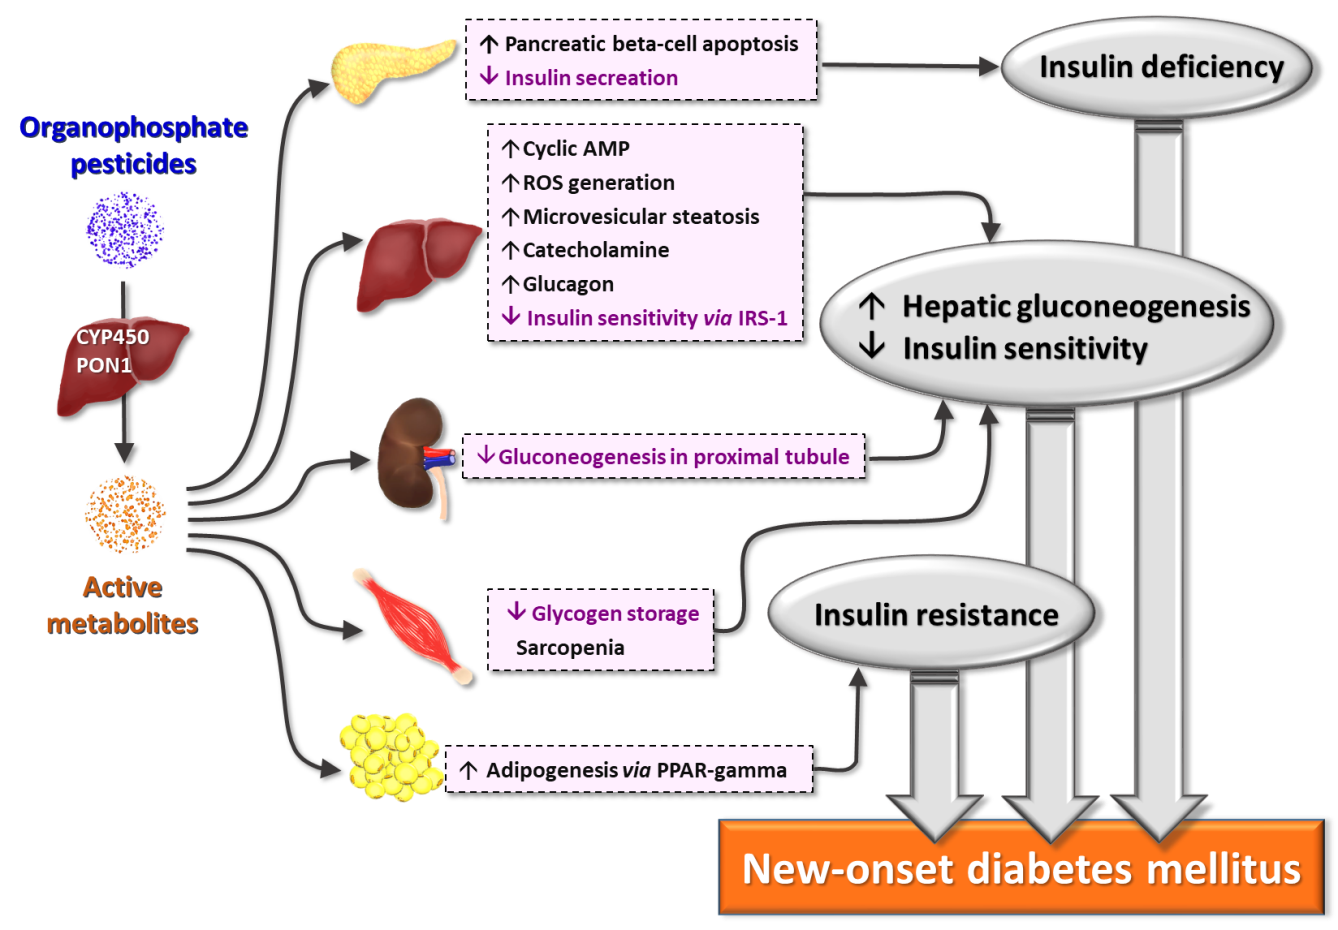 Organophosphate
pesticides
CYP450
PON1
Active
metabolites
↑ Pancreatic beta-cell apoptosis
↓ Insulin secreation
↑ Cyclic AMP
↑ ROS generation
↑ Microvesicular steatosis
↑ Catecholamine
↑ Glucagon
↓ Insulin sensitivity via IRS-1
↓ Gluconeogenesis in proximal tubule
↓ Glycogen storage
Sarcopenia
↑ Adipogenesis via PPAR-gamma
Insulin deficiency
↑ Hepatic gluconeogenesis
↓ Insulin sensitivity
Insulin resistance
New-onset diabetes mellitus